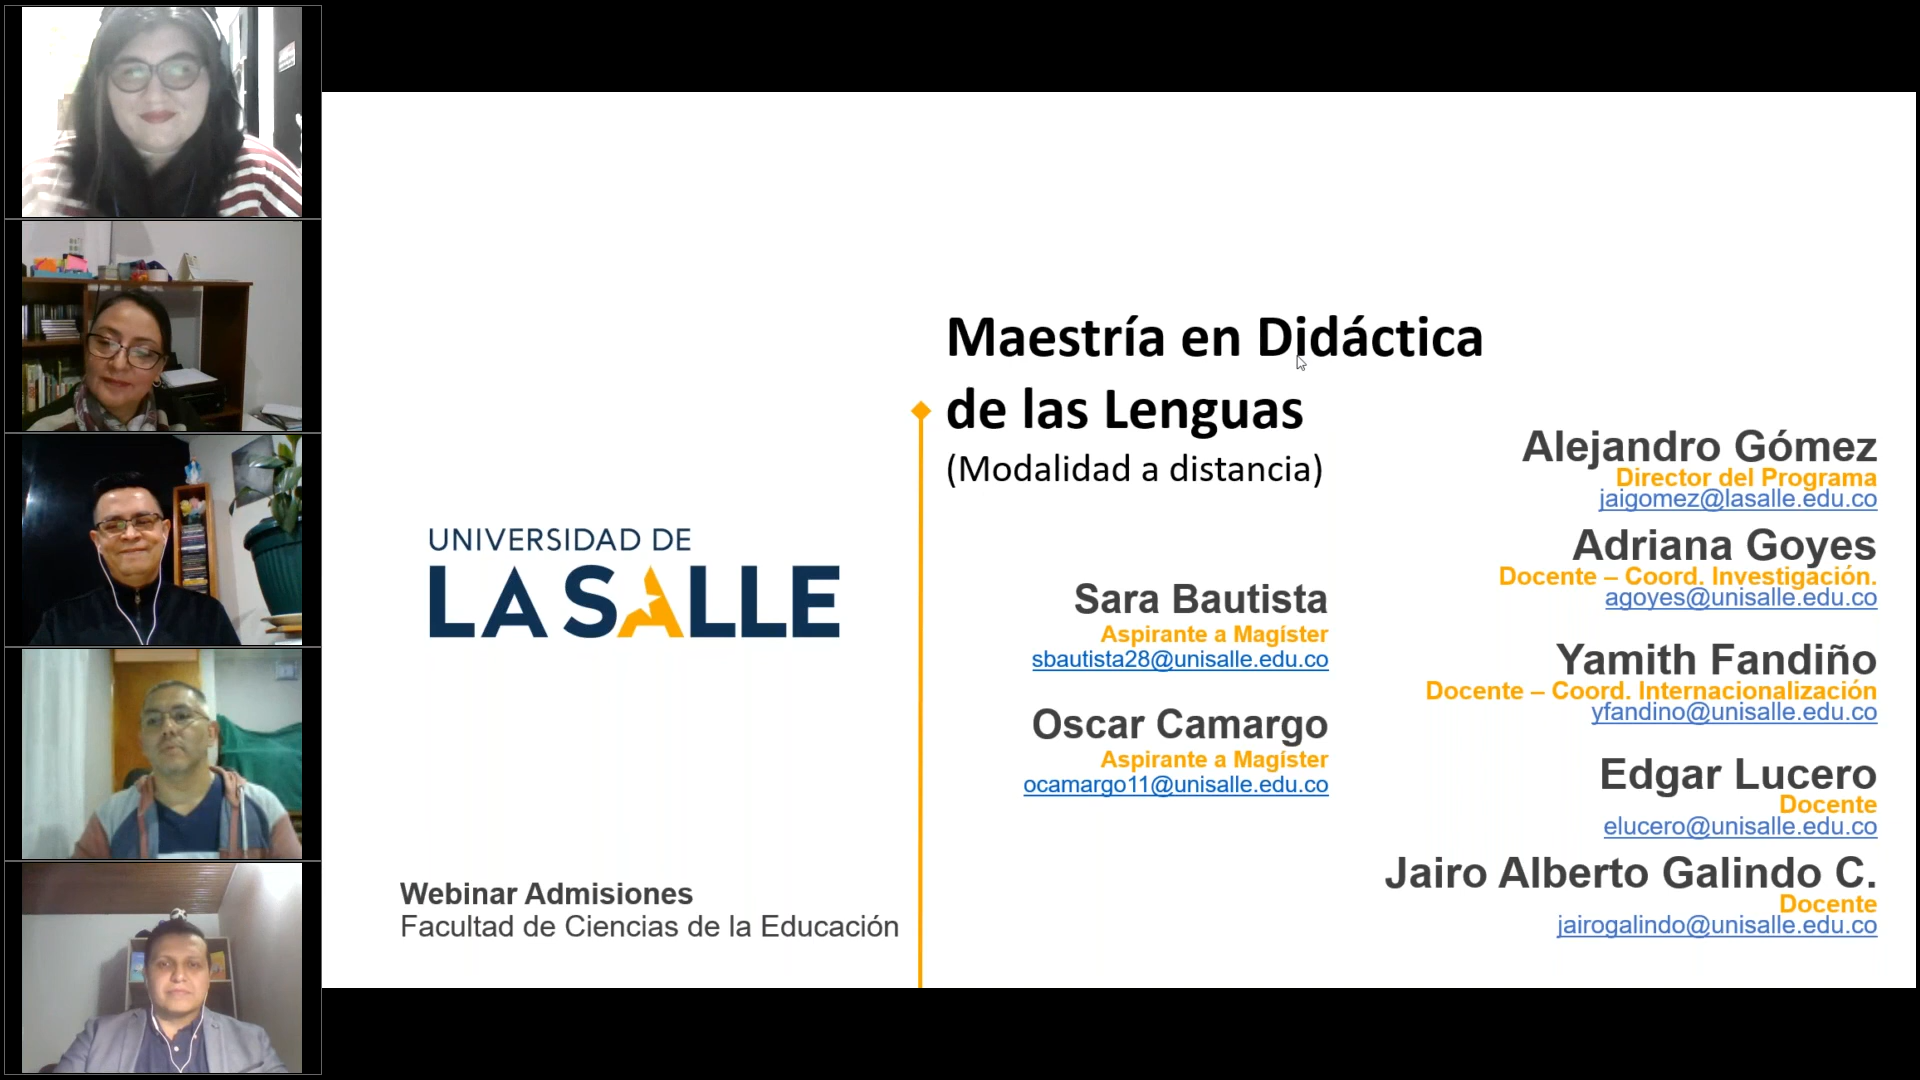 Maestría en Didáctica
de las Lenguas
(Modalidad a distancia)
UNIVERSIDAD DE
LA SALLE
Webinar Admisiones
Facultad de Ciencias de la Educación
Sara Bautista
Aspirante a Magíster
sbautista28@unisalle.edu.co
Oscar Camargo
Aspirante a Magíster
ocamargo11@unisalle.edu.co
Alejandro Gómez
Director del Programa
jaigomez@lasalle.edu.co
Adriana Goyes
Docente – Coord. Investigación.
agoyes@unisalle.edu.co
Yamith Fandiño
Docente – Coord. Internacionalización
yfandino@unisalle.edu.co
Edgar Lucero
Docente
elucero@unisalle.edu.co
Jairo Alberto Galindo C.
Docente
jairogalindo@unisalle.edu.co